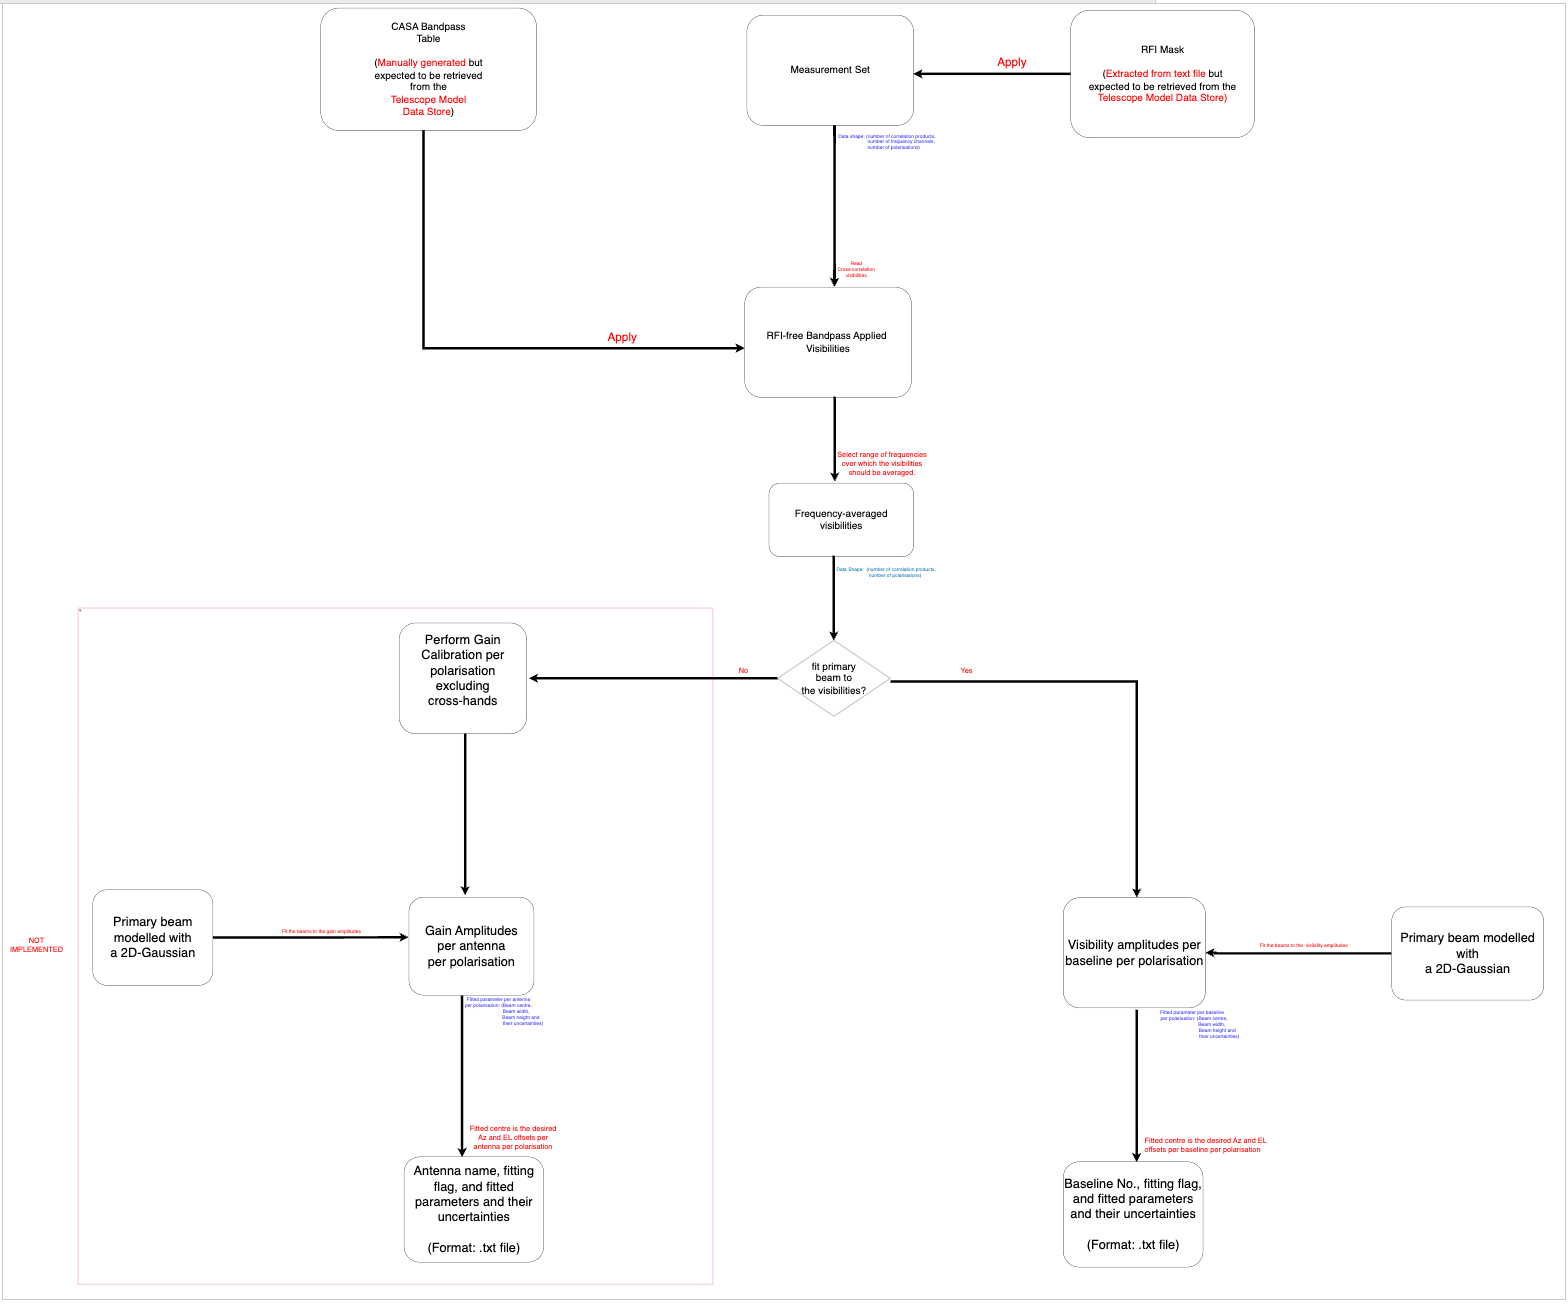 CASA Bandpass
Table
(Manually generated but
expected to be retrieved
from the
Telescope Model
Data Store)
Measurement Set
Apply
RFI Mask
(Extracted from text file but
expected to be retrieved from the
Telescope Model Data Store)
Data shape: (number of correlation products,
number of frequency channels,
number of polarisations)
Read
Cross-correlation
visibilities
Apply
RFI-free Bandpass Applied
Visibilities
Select range of frequencies
over which the visibilities
should be averaged.
Frequency-averaged
visibilities
Data Shape: (number of correlation products,
number of polarisations)
fit primary
beam to
the visibilities?
No
Yes
Perform Gain
Calibration per
polarisation
excluding
cross-hands
NOT
IMPLEMENTED
Primary beam
modelled with
a 2D-Gaussian
Fit the beams to the gain amplitudes
Gain Amplitudes
per antenna
per polarisation
Fitted parameter per antenna
per polarisation: (Beam centre,
Beam width,
Beam height and
their uncertainties)
Fitted centre is the desired
Az and EL offsets per
antenna per polarisation
Antenna name, fitting
flag, and fitted
parameters and their
uncertainties
(Format: .txt file)
Visibility amplitudes per
baseline per polarisation
Fit the beams to the visibility amplitudes
Primary beam modelled
with
a 2D-Gaussian
Fitted parameter per baseline
per polarisation: (Beam centre,
Beam width,
Beam height and
their uncertainties)
Fitted centre is the desired Az and EL
offsets per baseline per polarisation
Baseline No., fitting flag,
and fitted parameters
and their uncertainties
(Format: .txt file)